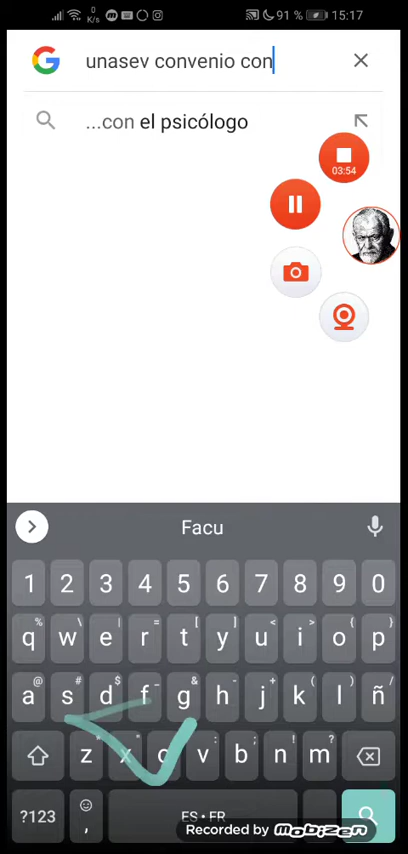 0 K/s 91 % 15:17
unasev convenio con
...con el psicólogo
03:54
Facu
1 2 3 4 5 6 7 8 9 0
% \ | = [ ] < > { }
q w e r t y u i o p
@ # $ _ & - + ( ) /
a s d f g h j k l ñ
* " ' : ; ! ?
z x c v b n m
?123 , ES • FR
Recorded by mobizen